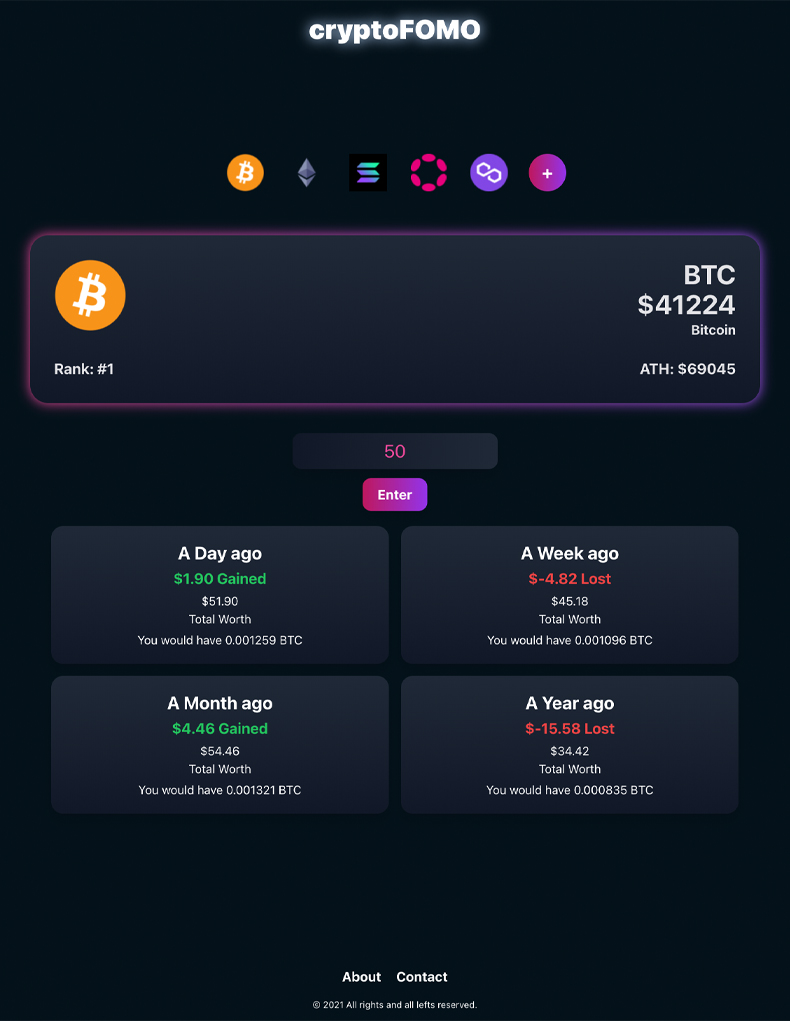 cryptoFOMO
+
BTC
$41224
Bitcoin
Rank: #1
ATH: $69045
50
Enter
A Day ago
$1.90 Gained
$51.90
Total Worth
You would have 0.001259 BTC
A Week ago
$-4.82 Lost
$45.18
Total Worth
You would have 0.001096 BTC
A Month ago
$4.46 Gained
$54.46
Total Worth
You would have 0.001321 BTC
A Year ago
$-15.58 Lost
$34.42
Total Worth
You would have 0.000835 BTC
About Contact
© 2021 All rights and all lefts reserved.